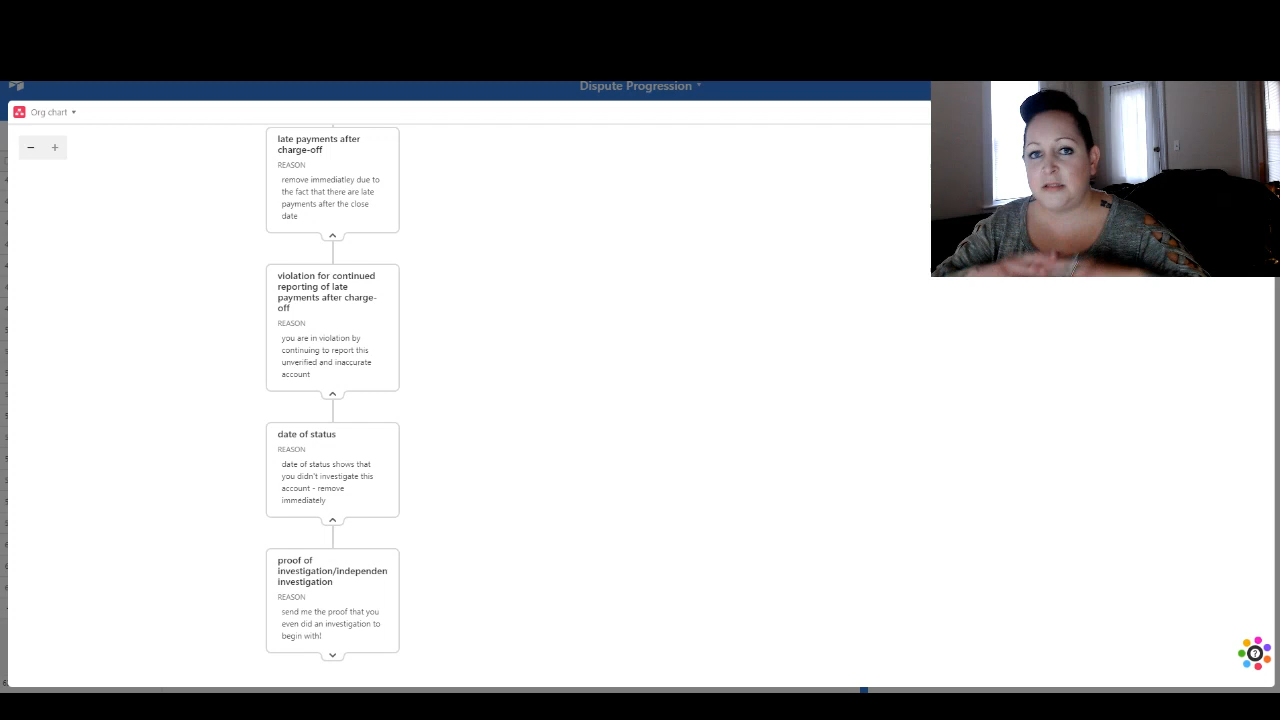 Dispute Progression
Org chart
late payments after
charge-off
REASON
remove immediatley due to
the fact that there are late
payments after the close
date
violation for continued
reporting of late
payments after charge-
off
REASON
you are in violation by
continuing to report this
unverified and inaccurate
account
date of status
REASON
date of status shows that
you didn't investigate this
account - remove
immediately
proof of
investigation/independen
investigation
REASON
send me the proof that you
even did an investigation to
begin with!